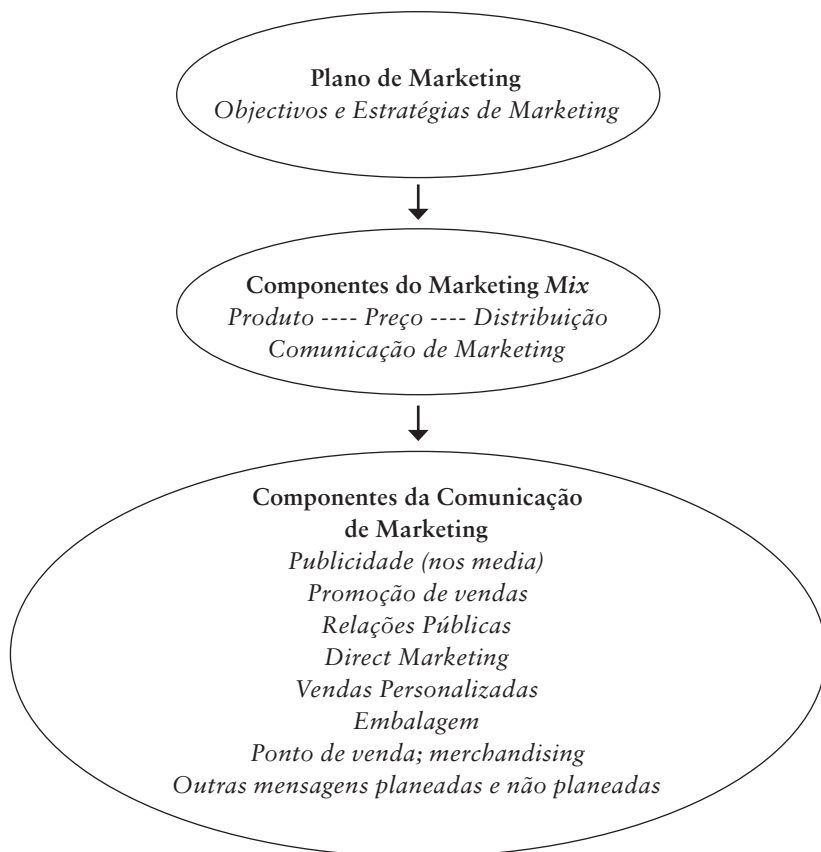 Plano de Marketing
Objectivos e Estratégias de Marketing
Componentes do Marketing Mix
Produto ---- Preço ---- Distribuição
Comunicação de Marketing
Componentes da Comunicação
de Marketing
Publicidade (nos media)
Promoção de vendas
Relações Públicas
Direct Marketing
Vendas Personalizadas
Embalagem
Ponto de venda; merchandising
Outras mensagens planeadas e não planeadas